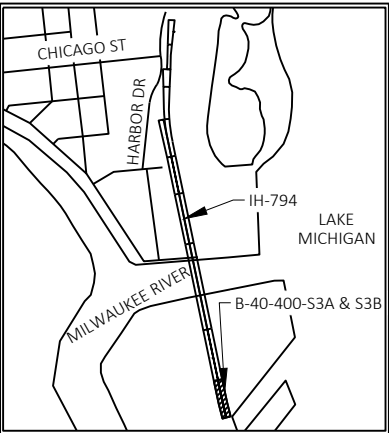 CHICAGO ST
HARBOR DR
IH-794
LAKE
MICHIGAN
MILWAUKEE RIVER
B-40-400-S3A & S3B